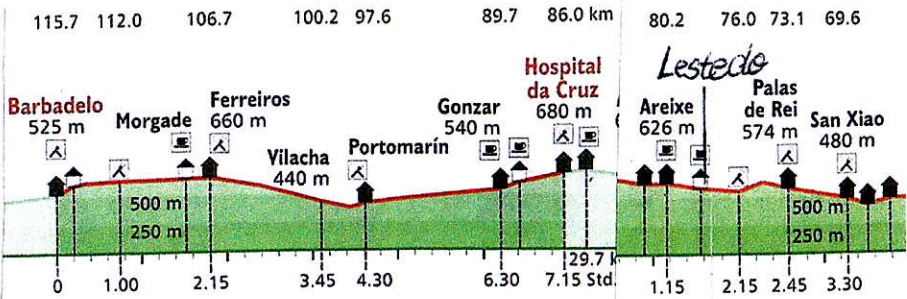 115.7 112.0 106.7 100.2 97.6 89.7 86.0 km 80.2 76.0 73.1 69.6
Lestedo
Barbadelo
525 m
Morgade
Ferreiros
660 m
Vilacha
440 m
Portomarín
Gonzar
540 m
Hospital
da Cruz
680 m
Areixe
626 m
Palas
de Rei
574 m
San Xiao
480 m
500 m
250 m
500 m
250 m
29.7 k
0 1.00 2.15 3.45 4.30 6.30 7.15 Std. 1.15 2.15 2.45 3.30